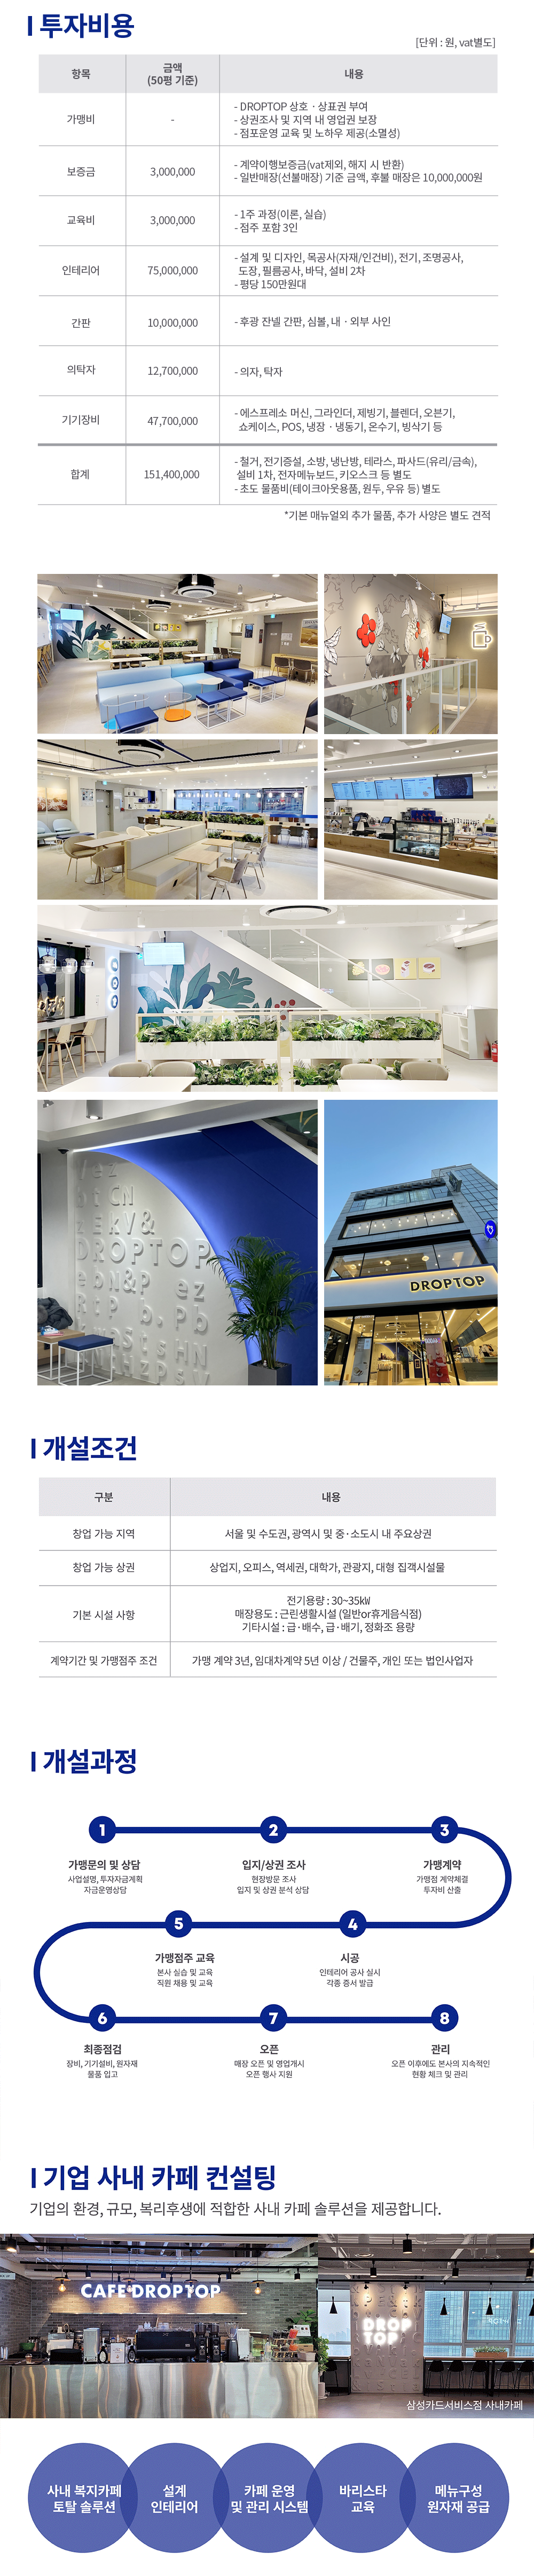 투자비용
[단위 : 원, vat별도]
항목
금액
(50평 기준)
내용
가맹비
-
- DROPTOP 상호 · 상표권 부여
- 상권조사 및 지역 내 영업권 보장
- 점포운영 교육 및 노하우 제공(소멸성)
보증금
3,000,000
- 계약이행보증금(vat제외, 해지 시 반환)
- 일반매장(선불매장) 기준 금액, 후불 매장은 10,000,000원
교육비
3,000,000
- 1주 과정(이론, 실습)
- 점주 포함 3인
인테리어
75,000,000
- 설계 및 디자인, 목공사(자재/인건비), 전기, 조명공사,
도장, 필름공사, 바닥, 설비 2차
- 평당 150만원대
간판
10,000,000
- 후광 잔넬 간판, 심볼, 내 · 외부 사인
의탁자
12,700,000
- 의자, 탁자
기기장비
47,700,000
- 에스프레소 머신, 그라인더, 제빙기, 블렌더, 오븐기,
쇼케이스, POS, 냉장 · 냉동기, 온수기, 빙삭기 등
합계
151,400,000
- 철거, 전기증설, 소방, 냉난방, 테라스, 파사드(유리/금속),
설비 1차, 전자메뉴보드, 키오스크 등 별도
- 초도 물품비(테이크아웃용품, 원두, 우유 등) 별도
*기본 매뉴얼외 추가 물품, 추가 사양은 별도 견적
DROPTOP
DROPTOP
개설조건
구분
내용
창업 가능 지역
서울 및 수도권, 광역시 및 중·소도시 내 주요상권
창업 가능 상권
상업지, 오피스, 역세권, 대학가, 관광지, 대형 집객시설물
기본 시설 사항
전기용량 : 30~35kW
매장용도 : 근린생활시설 (일반or휴게음식점)
기타시설 : 급·배수, 급·배기, 정화조 용량
계약기간 및 가맹점주 조건
가맹 계약 3년, 임대차계약 5년 이상 / 건물주, 개인 또는 법인사업자
개설과정
1
2
3
가맹문의 및 상담
사업설명, 투자자금계획
자금운영상담
입지/상권 조사
현장방문 조사
입지 및 상권 분석 상담
가맹계약
가맹점 계약체결
투자비 산출
5
4
가맹점주 교육
본사 실습 및 교육
직원 채용 및 교육
시공
인테리어 공사 실시
각종 증서 발급
6
7
8
최종점검
장비, 기기설비, 원자재
물품 입고
오픈
매장 오픈 및 영업개시
오픈 행사 지원
관리
오픈 이후에도 본사의 지속적인
현황 체크 및 관리
기업 사내 카페 컨설팅
기업의 환경, 규모, 복리후생에 적합한 사내 카페 솔루션을 제공합니다.
CAFE DROPTOP
DROP
TOP
삼성카드서비스점 사내카페
사내 복지카페
토탈 솔루션
설계
인테리어
카페 운영
및 관리 시스템
바리스타
교육
메뉴구성
원자재 공급